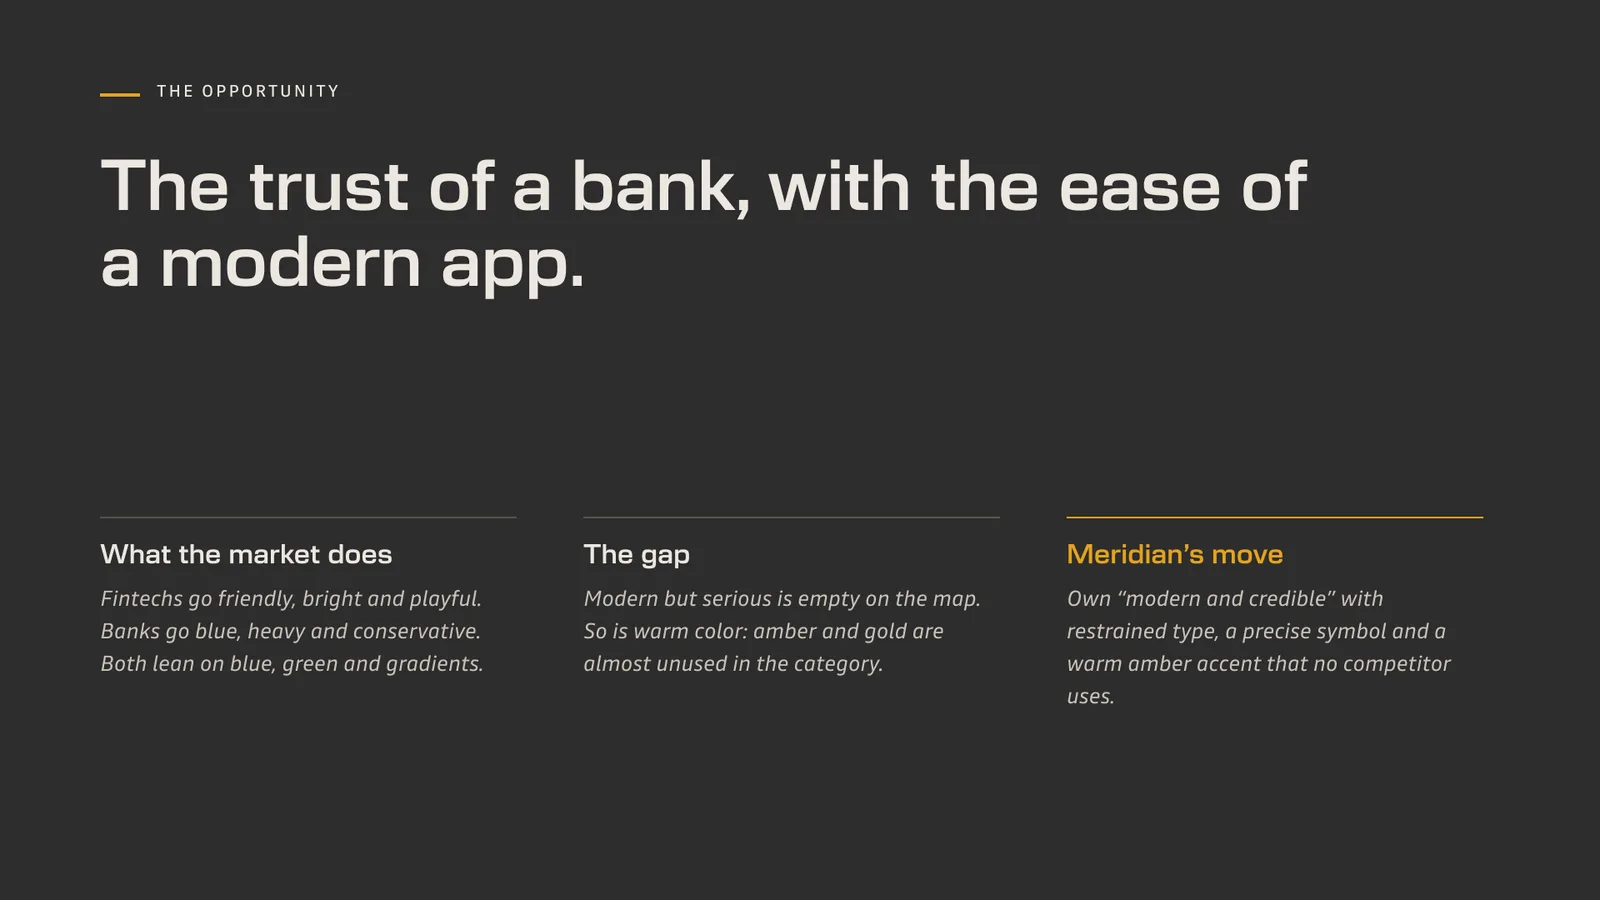 THE OPPORTUNITY
The trust of a bank, with the ease of
a modern app.
What the market does
Fintechs go friendly, bright and playful.
Banks go blue, heavy and conservative.
Both lean on blue, green and gradients.
The gap
Modern but serious is empty on the map.
So is warm color: amber and gold are
almost unused in the category.
Meridian’s move
Own “modern and credible” with
restrained type, a precise symbol and a
warm amber accent that no competitor
uses.